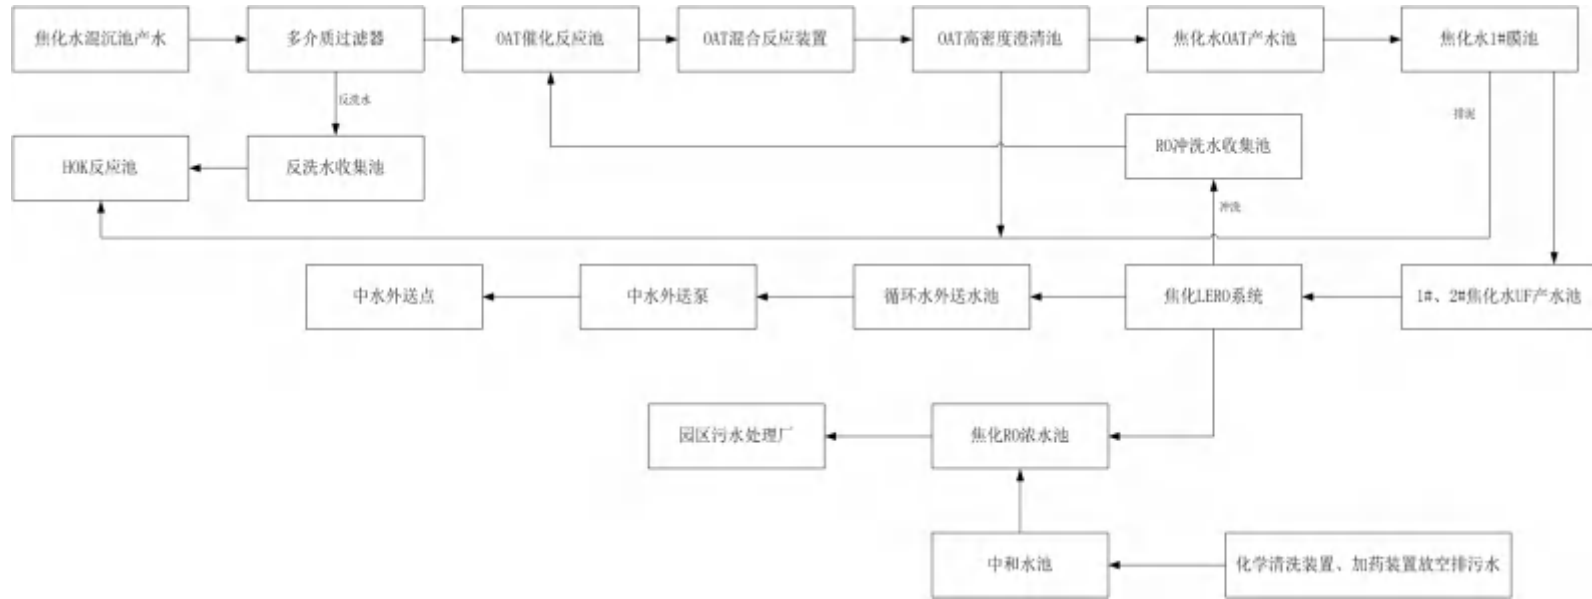 焦化水混沉池产水
多介质过滤器
OAT催化反应池
OAT混合反应装置
OAT高密度澄清池
焦化水OAT产水池
焦化水1#膜池
反洗水
排泥
HOK反应池
反洗水收集池
RO冲洗水收集池
冲洗
中水外送点
中水外送泵
循环水外送水池
焦化LERO系统
1#、2#焦化水UF产水池
园区污水处理厂
焦化RO浓水池
中和水池
化学清洗装置、加药装置放空排污水